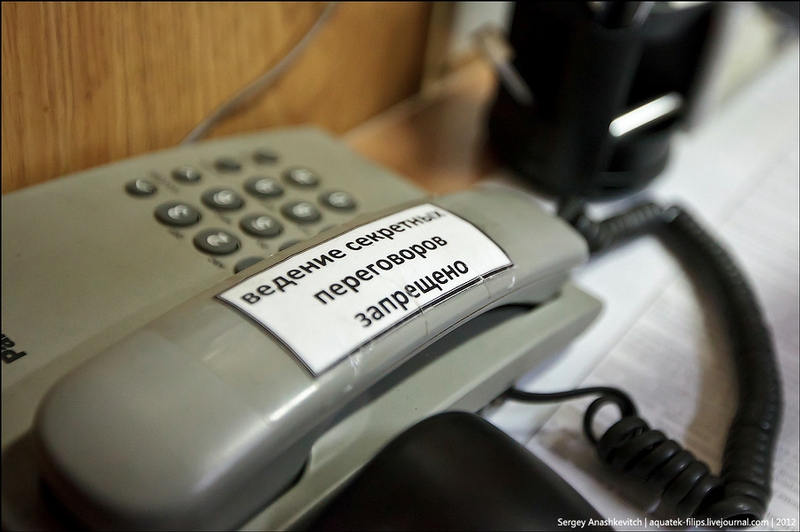 ведение секретных
переговоров
запрещено
Sergey Anashkevitch | aquatek-filips.livejournal.com | 2012